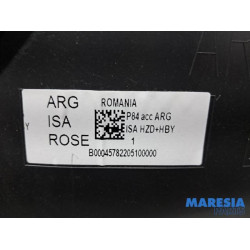 ARG
ISA
ROSE
ROMANIA
P84 acc ARG
ISA HZD+HBY
1
B00045782205100000
Y
MARESIA